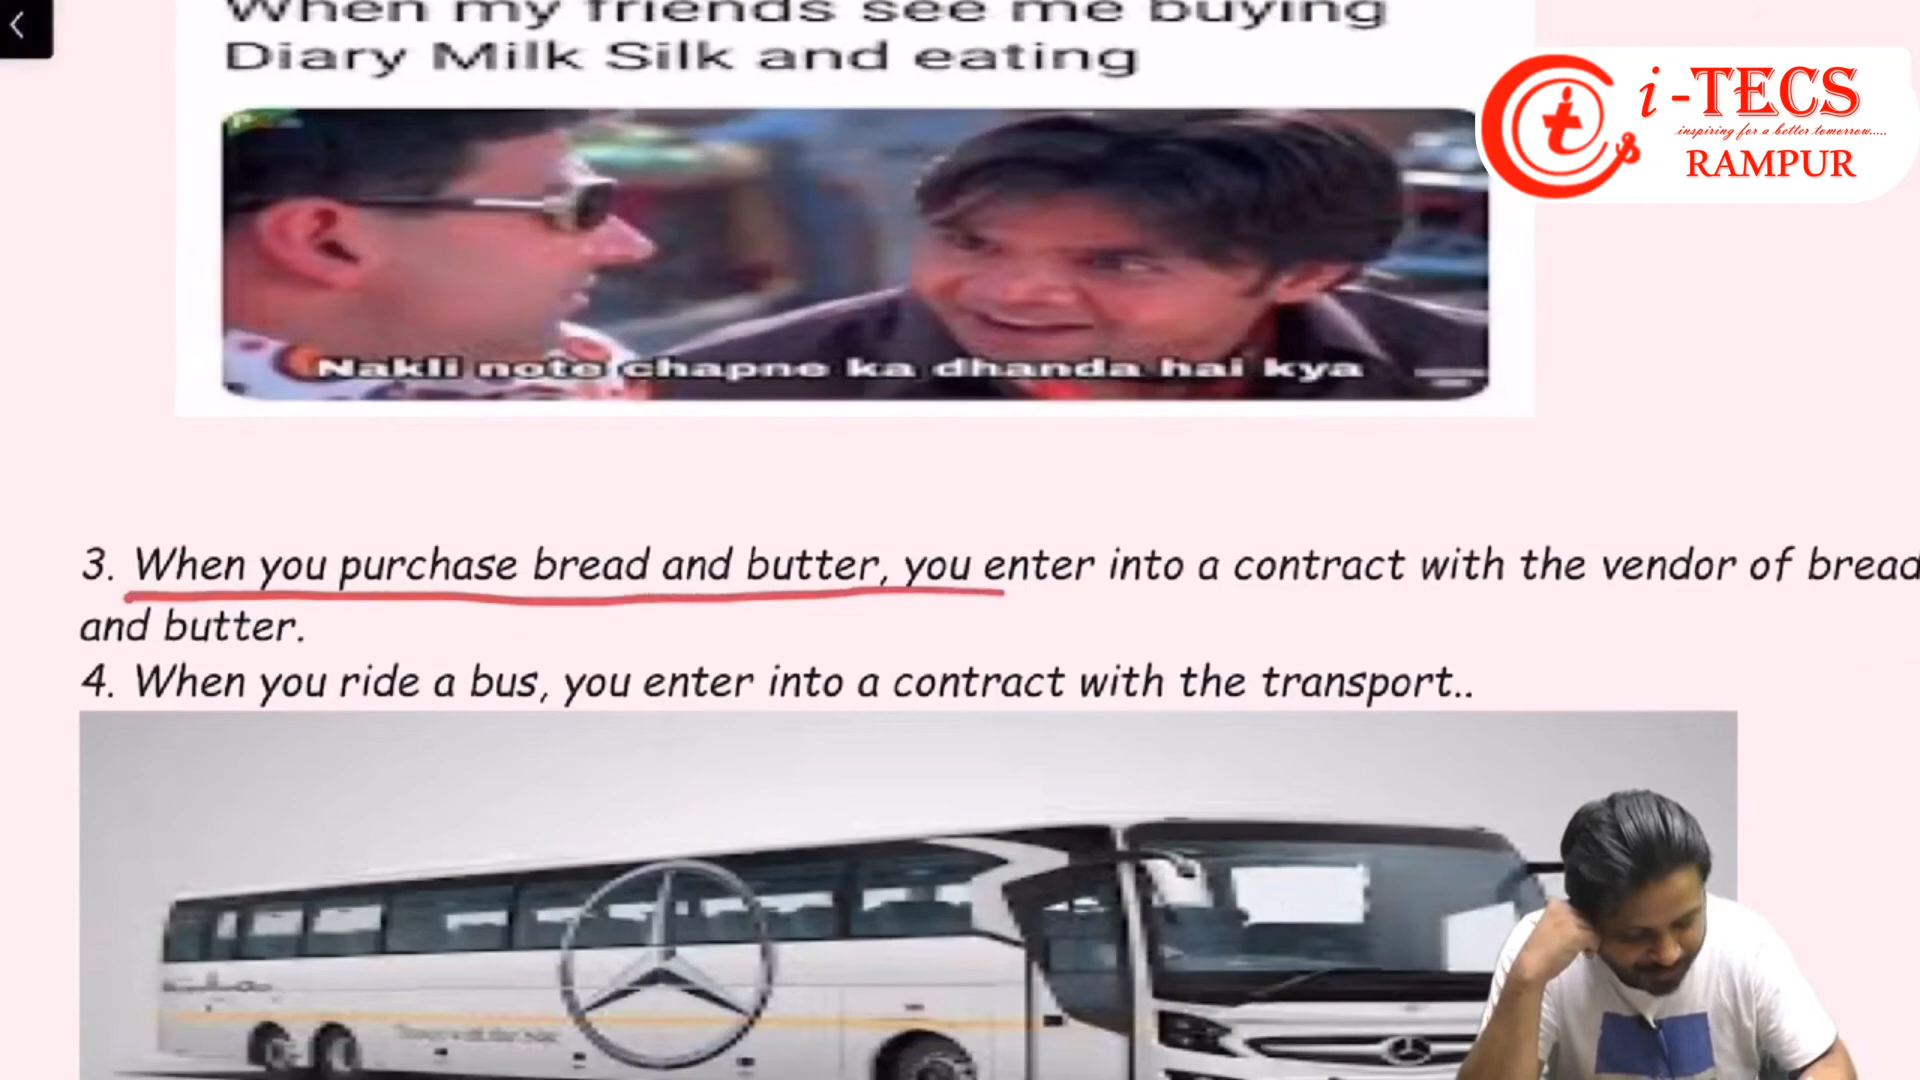 When my friends see me buying
Diary Milk Silk and eating
i-TECS
inspiring for a better tomorrow.....
RAMPUR
Nakli note chapne ka dhanda hai kya
3. When you purchase bread and butter, you enter into a contract with the vendor of bread
and butter.
4. When you ride a bus, you enter into a contract with the transport..